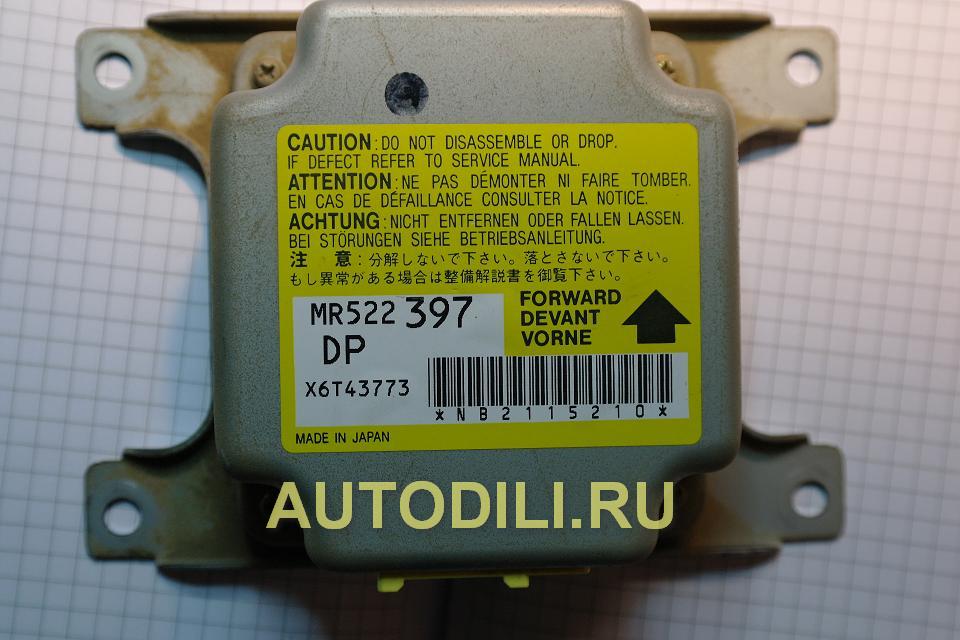 CAUTION : DO NOT DISASSEMBLE OR DROP.
IF DEFECT REFER TO SERVICE MANUAL.
ATTENTION : NE PAS DÉMONTER NI FAIRE TOMBER.
EN CAS DE DÉFAILLANCE CONSULTER LA NOTICE.
ACHTUNG : NICHT ENTFERNEN ODER FALLEN LASSEN.
BEI STÖRUNGEN SIEHE BETRIEBSANLEITUNG.
注 意 : 分解しないで下さい。落とさないで下さい。
もし異常がある場合は整備解説書を御覧下さい。
MR522 397
DP
X6T43773
FORWARD
DEVANT
VORNE
*NB2115210*
MADE IN JAPAN
AUTODILI.RU